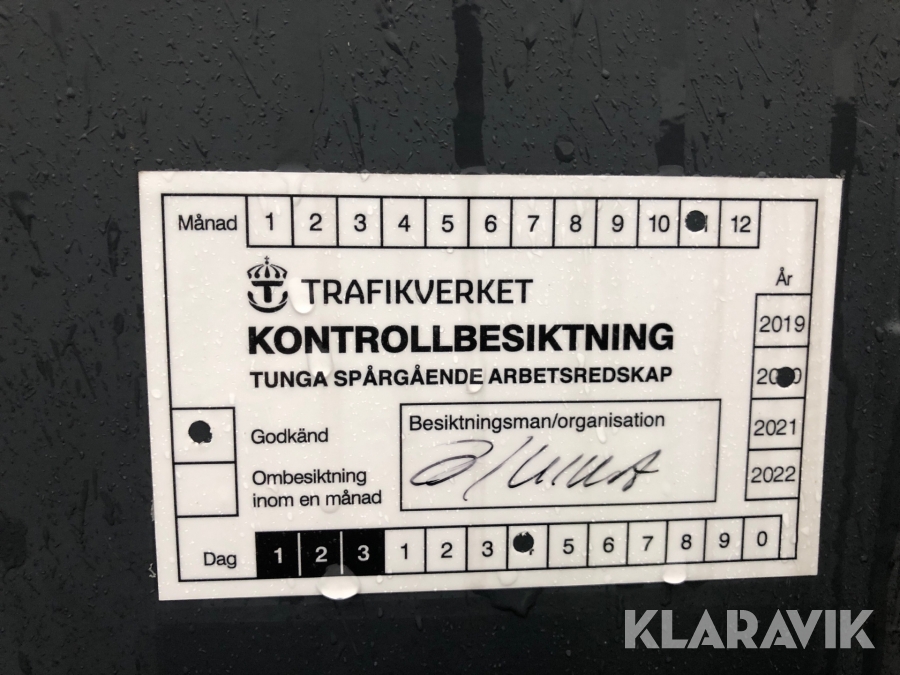 Månad 1 2 3 4 5 6 7 8 9 10 12
TRAFIKVERKET
KONTROLLBESIKTNING
TUNGA SPÅRGÅENDE ARBETSREDSKAP
År
2019
2020
2021
2022
Godkänd
Ombesiktning
inom en månad
Besiktningsman/organisation
Dag 1 2 3 1 2 3 5 6 7 8 9 0
KLARAVIK